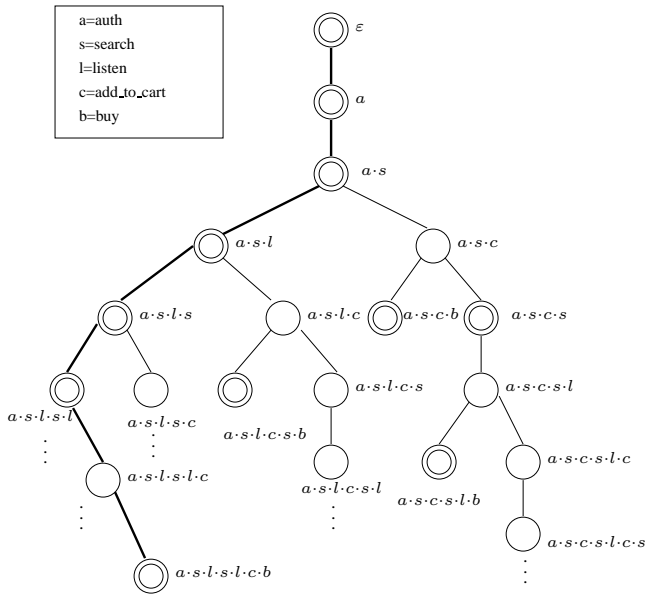 a=auth
s=search
l=listen
c=add_to_cart
b=buy
ε
a
a·s
a·s·l
a·s·c
a·s·l·s
a·s·l·c
a·s·c·b
a·s·c·s
a·s·l·s·l
a·s·l·s·c
a·s·l·c·s·b
a·s·l·c·s
a·s·c·s·l
a·s·l·s·l·c
a·s·l·c·s·l
a·s·c·s·l·b
a·s·c·s·l·c
a·s·l·s·l·c·b
a·s·c·s·l·c·s